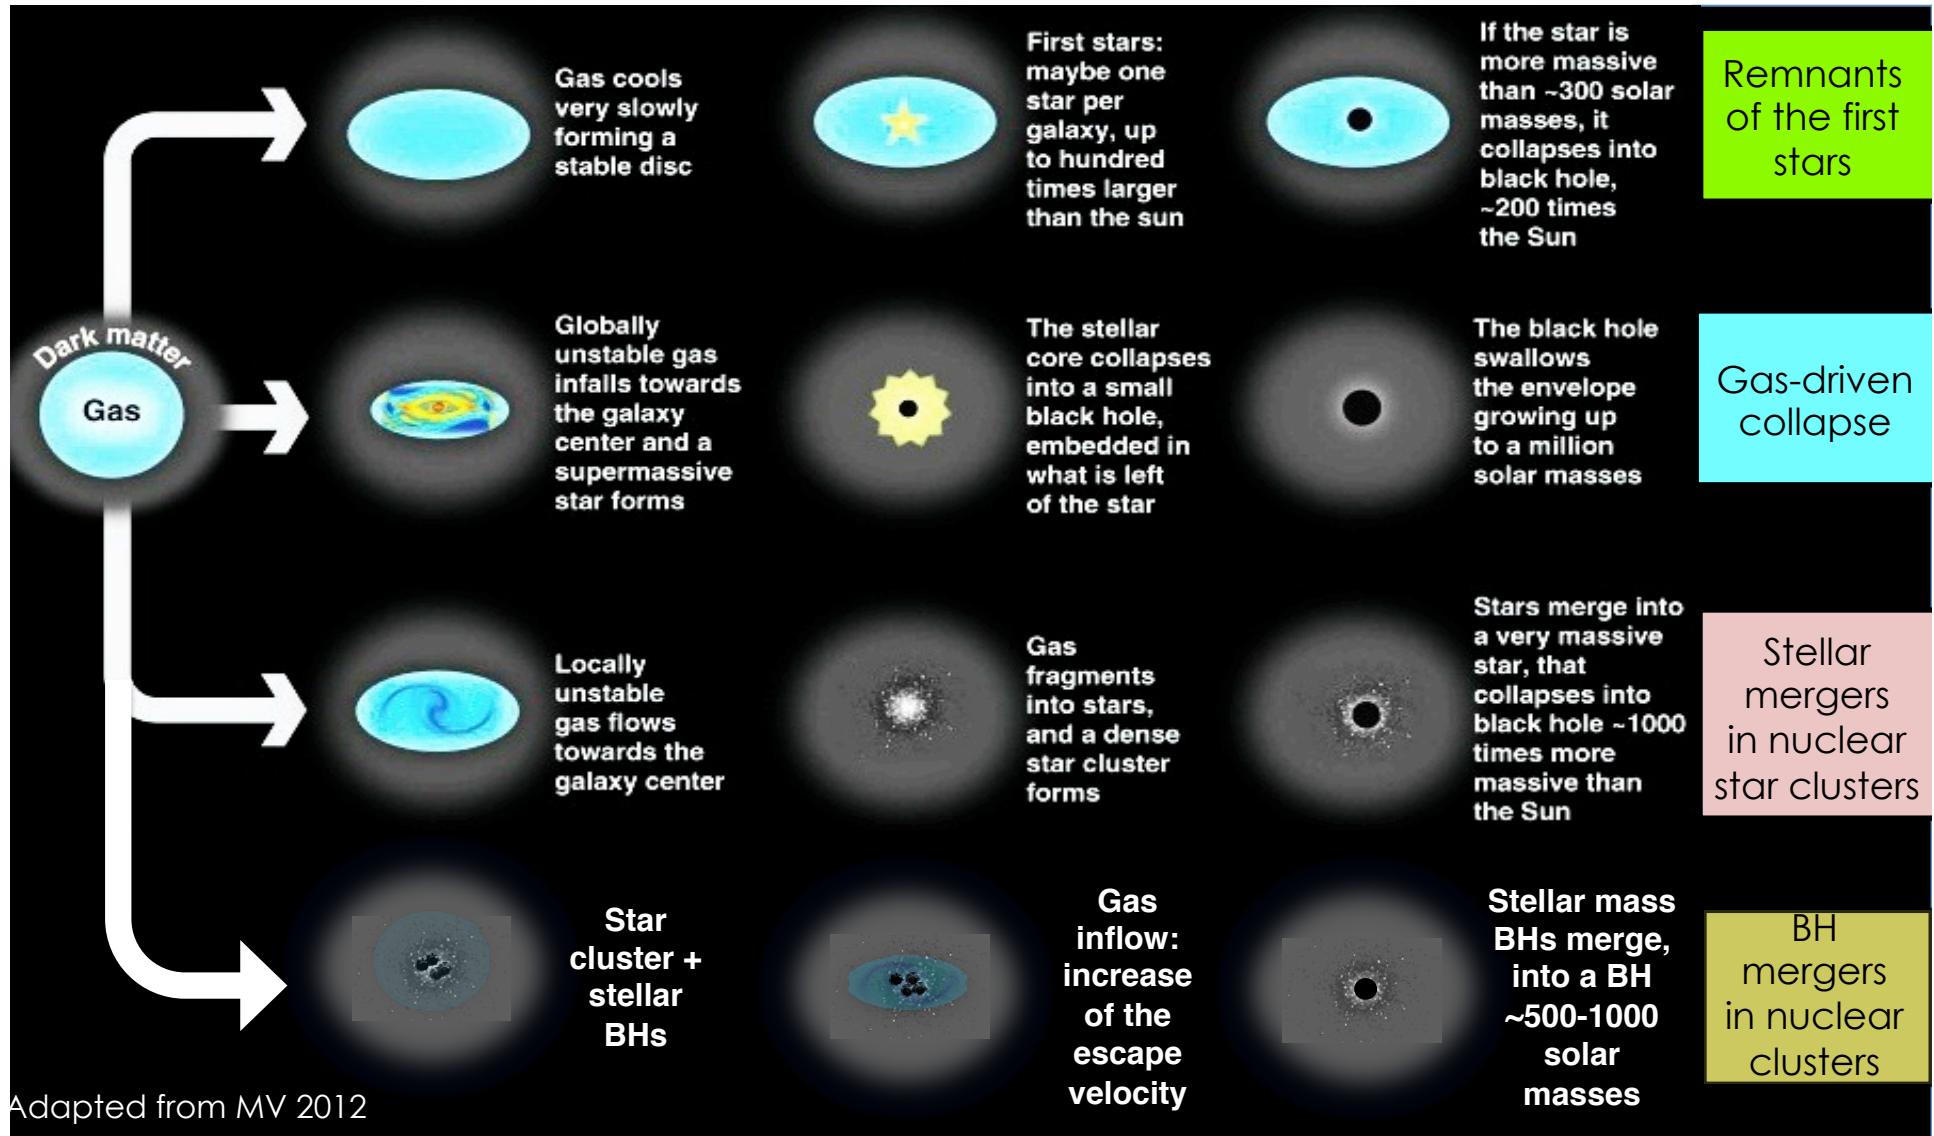 Gas cools
very slowly
forming a
stable disc
First stars:
maybe one
star per
galaxy, up
to hundred
times larger
than the sun
If the star is
more massive
than ~300 solar
masses, it
collapses into
black hole,
~200 times
the Sun
Remnants
of the first
stars
Dark matter
Gas
Globally
unstable gas
infalls towards
the galaxy
center and a
supermassive
star forms
The stellar
core collapses
into a small
black hole,
embedded in
what is left
of the star
The black hole
swallows
the envelope
growing up
to a million
solar masses
Gas-driven
collapse
Locally
unstable
gas flows
towards the
galaxy center
Gas
fragments
into stars,
and a dense
star cluster
forms
Stars merge into
a very massive
star, that
collapses into
black hole ~1000
times more
massive than
the Sun
Stellar
mergers
in nuclear
star clusters
Star
cluster +
stellar
BHs
Gas
inflow:
increase
of the
escape
velocity
Stellar mass
BHs merge,
into a BH
~500-1000
solar
masses
BH
mergers
in nuclear
clusters
Adapted from MV 2012